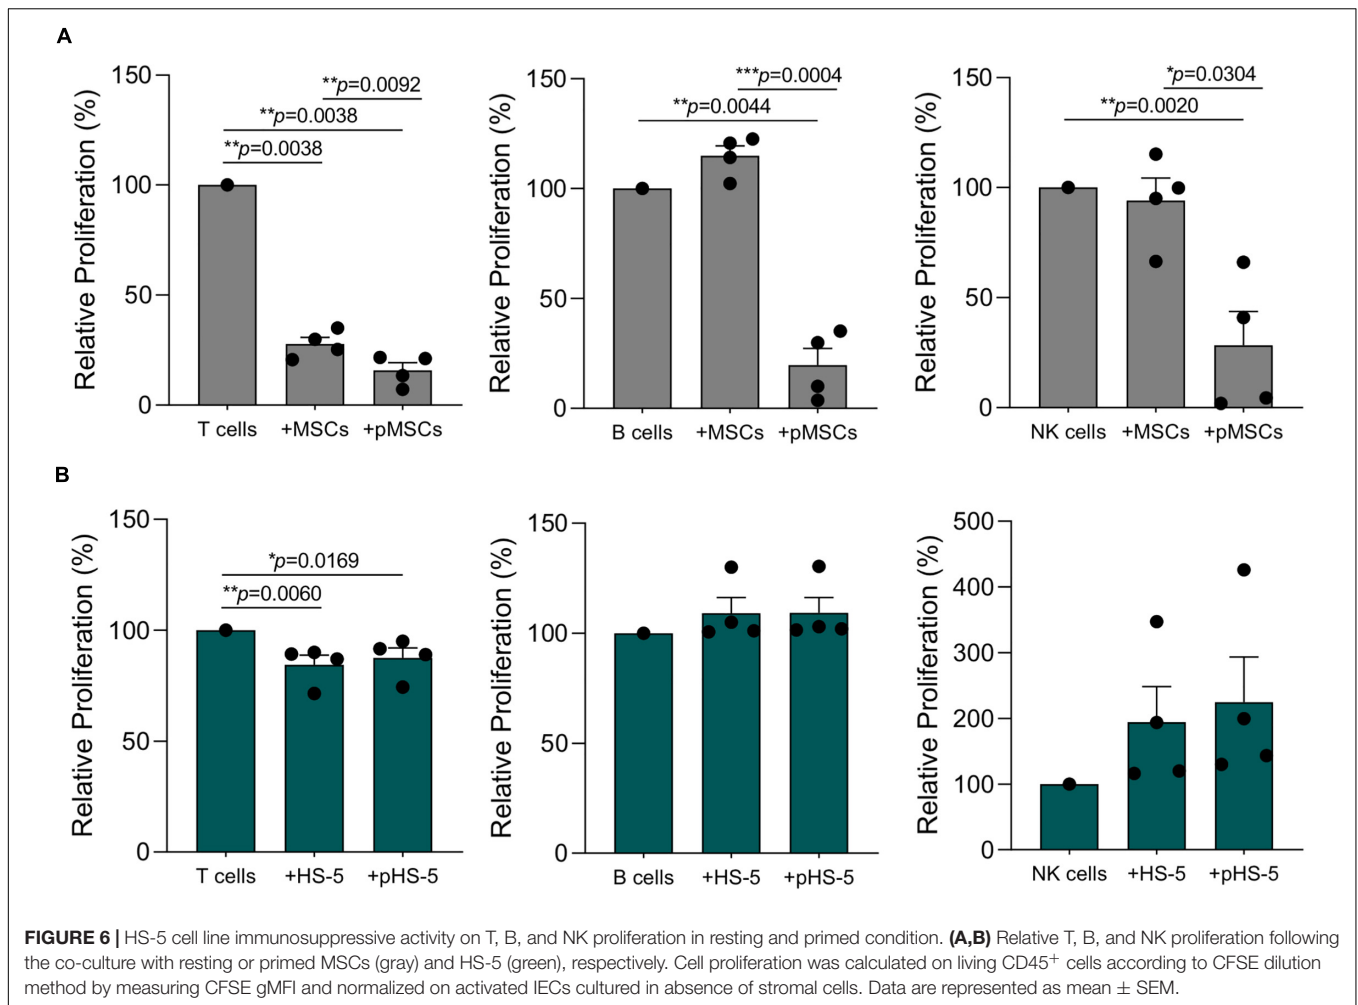 A
Relative Proliferation (%)
150
100
50
0
**p=0.0092
**p=0.0038
**p=0.0038
T cells +MSCs +pMSCs
Relative Proliferation (%)
150
100
50
0
***p=0.0004
**p=0.0044
B cells +MSCs +pMSCs
Relative Proliferation (%)
150
100
50
0
*p=0.0304
**p=0.0020
NK cells +MSCs +pMSCs
B
Relative Proliferation (%)
150
100
50
0
*p=0.0169
**p=0.0060
T cells +HS-5 +pHS-5
Relative Proliferation (%)
150
100
50
0
B cells +HS-5 +pHS-5
Relative Proliferation (%)
500
400
300
200
100
0
NK cells +HS-5 +pHS-5
FIGURE 6 | HS-5 cell line immunosuppressive activity on T, B, and NK proliferation in resting and primed condition. (A,B) Relative T, B, and NK proliferation following
the co-culture with resting or primed MSCs (gray) and HS-5 (green), respectively. Cell proliferation was calculated on living CD45⁺ cells according to CFSE dilution
method by measuring CFSE gMFI and normalized on activated IECs cultured in absence of stromal cells. Data are represented as mean ± SEM.